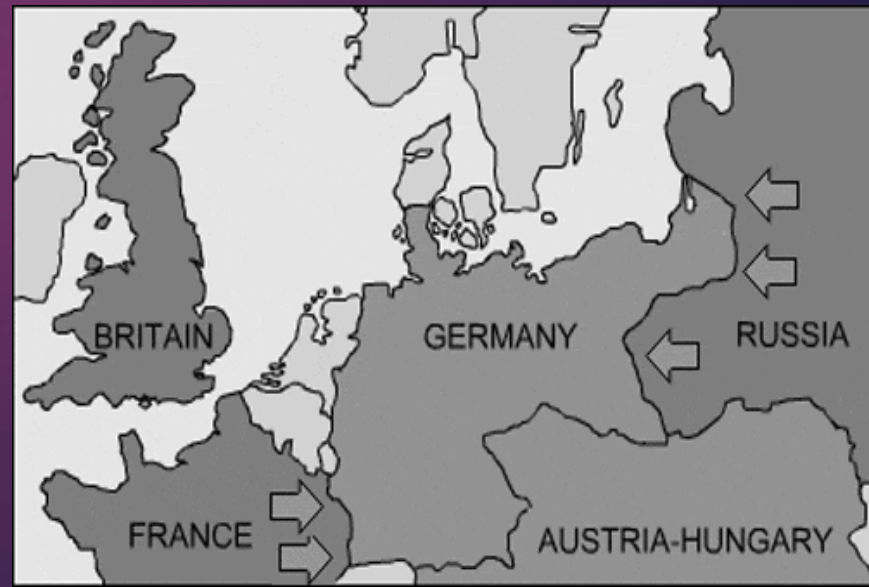 BRITAIN
GERMANY
RUSSIA
FRANCE
AUSTRIA-HUNGARY